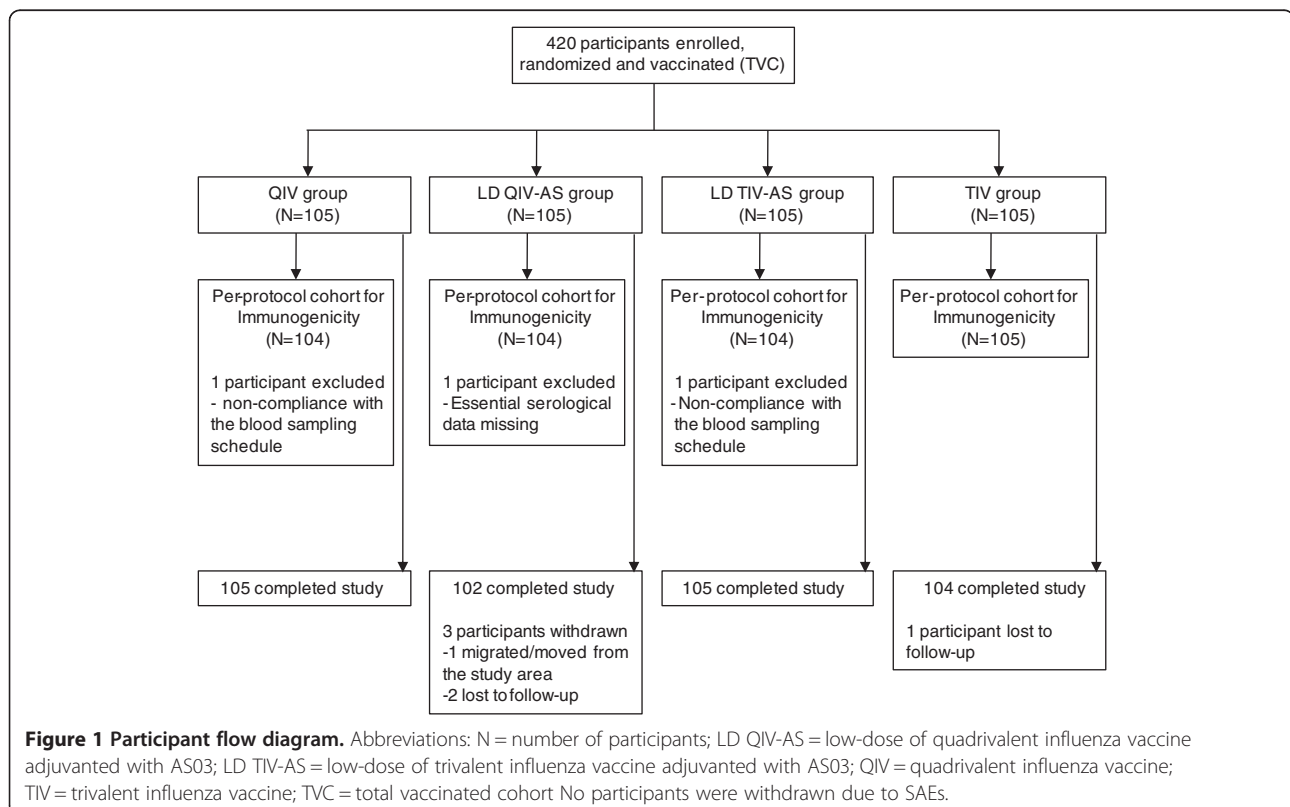 420 participants enrolled,
randomized and vaccinated (TVC)
QIV group
(N=105)
LD QIV-AS group
(N=105)
LD TIV-AS group
(N=105)
TIV group
(N=105)
Per-protocol cohort for
Immunogenicity
(N=104)
1 participant excluded
- non-compliance with
the blood sampling
schedule
Per-protocol cohort for
Immunogenicity
(N=104)
1 participant excluded
-Essential serological
data missing
Per-protocol cohort for
Immunogenicity
(N=104)
1 participant excluded
-Non-compliance with
the blood sampling
schedule
Per-protocol cohort for
Immunogenicity
(N=105)
105 completed study
102 completed study
3 participants withdrawn
-1 migrated/moved from
the study area
-2 lost to follow-up
105 completed study
104 completed study
1 participant lost to
follow-up
Figure 1 Participant flow diagram. Abbreviations: N = number of participants; LD QIV-AS = low-dose of quadrivalent influenza vaccine
adjuvanted with AS03; LD TIV-AS = low-dose of trivalent influenza vaccine adjuvanted with AS03; QIV = quadrivalent influenza vaccine;
TIV = trivalent influenza vaccine; TVC = total vaccinated cohort No participants were withdrawn due to SAEs.